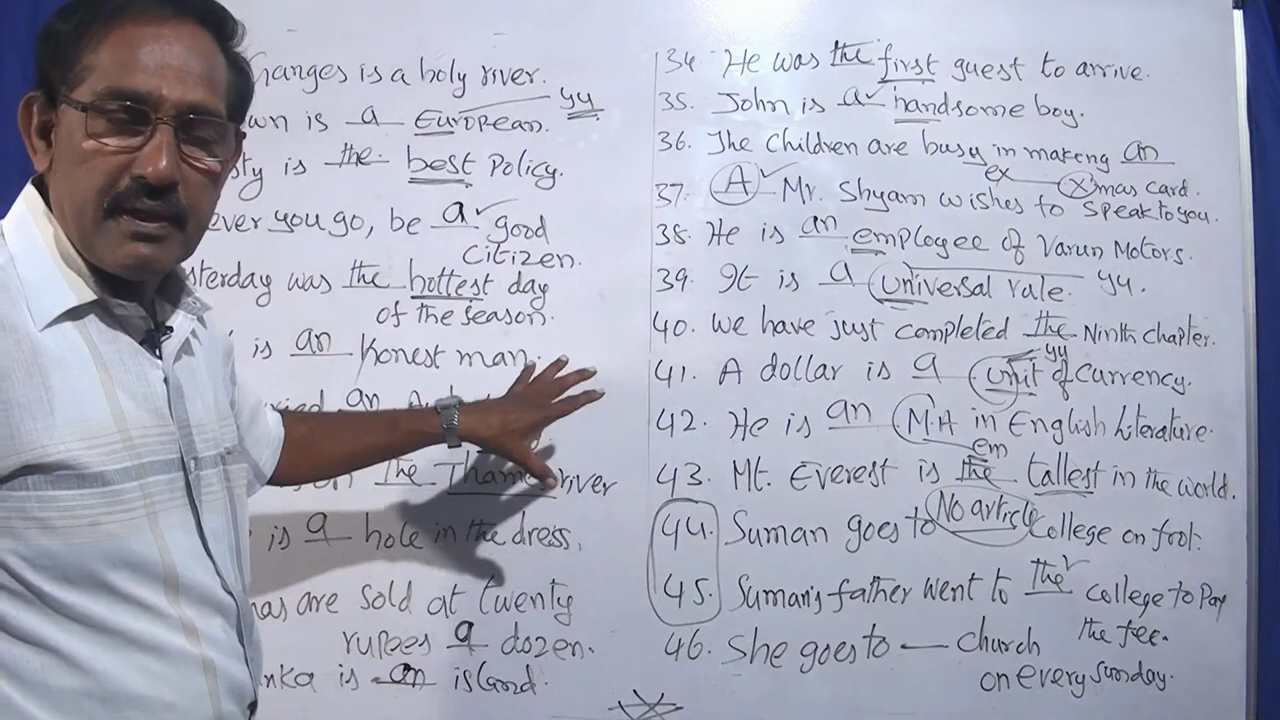 Ganges is a holy river.
wn is a European. yu
sty is the best Policy.
ever you go, be a good
Citizen.
sterday was the hottest day
of the season.
is an honest man.
an
the Thame river
is a hole in the dress.
nas are sold at twenty
rupees a dozen.
anka is an island.
34. He was the first guest to arrive.
35. John is a handsome boy.
36. The children are busy in making an
ex Xmas card.
37. A Mr. Shyam wishes to speak to you.
38. He is an employee of Varun Motors.
39. It is a universal rule. yu.
40. We have just completed the Ninth chapter.
yu
41. A dollar is a unit of currency.
42. He is an M.A in English Literature.
em
43. Mt. Everest is the tallest in the world.
44. Suman goes to No article College on foot.
45. Suman's father went to the college to Pay
the fee.
46. She goes to — church
on every Sunday.